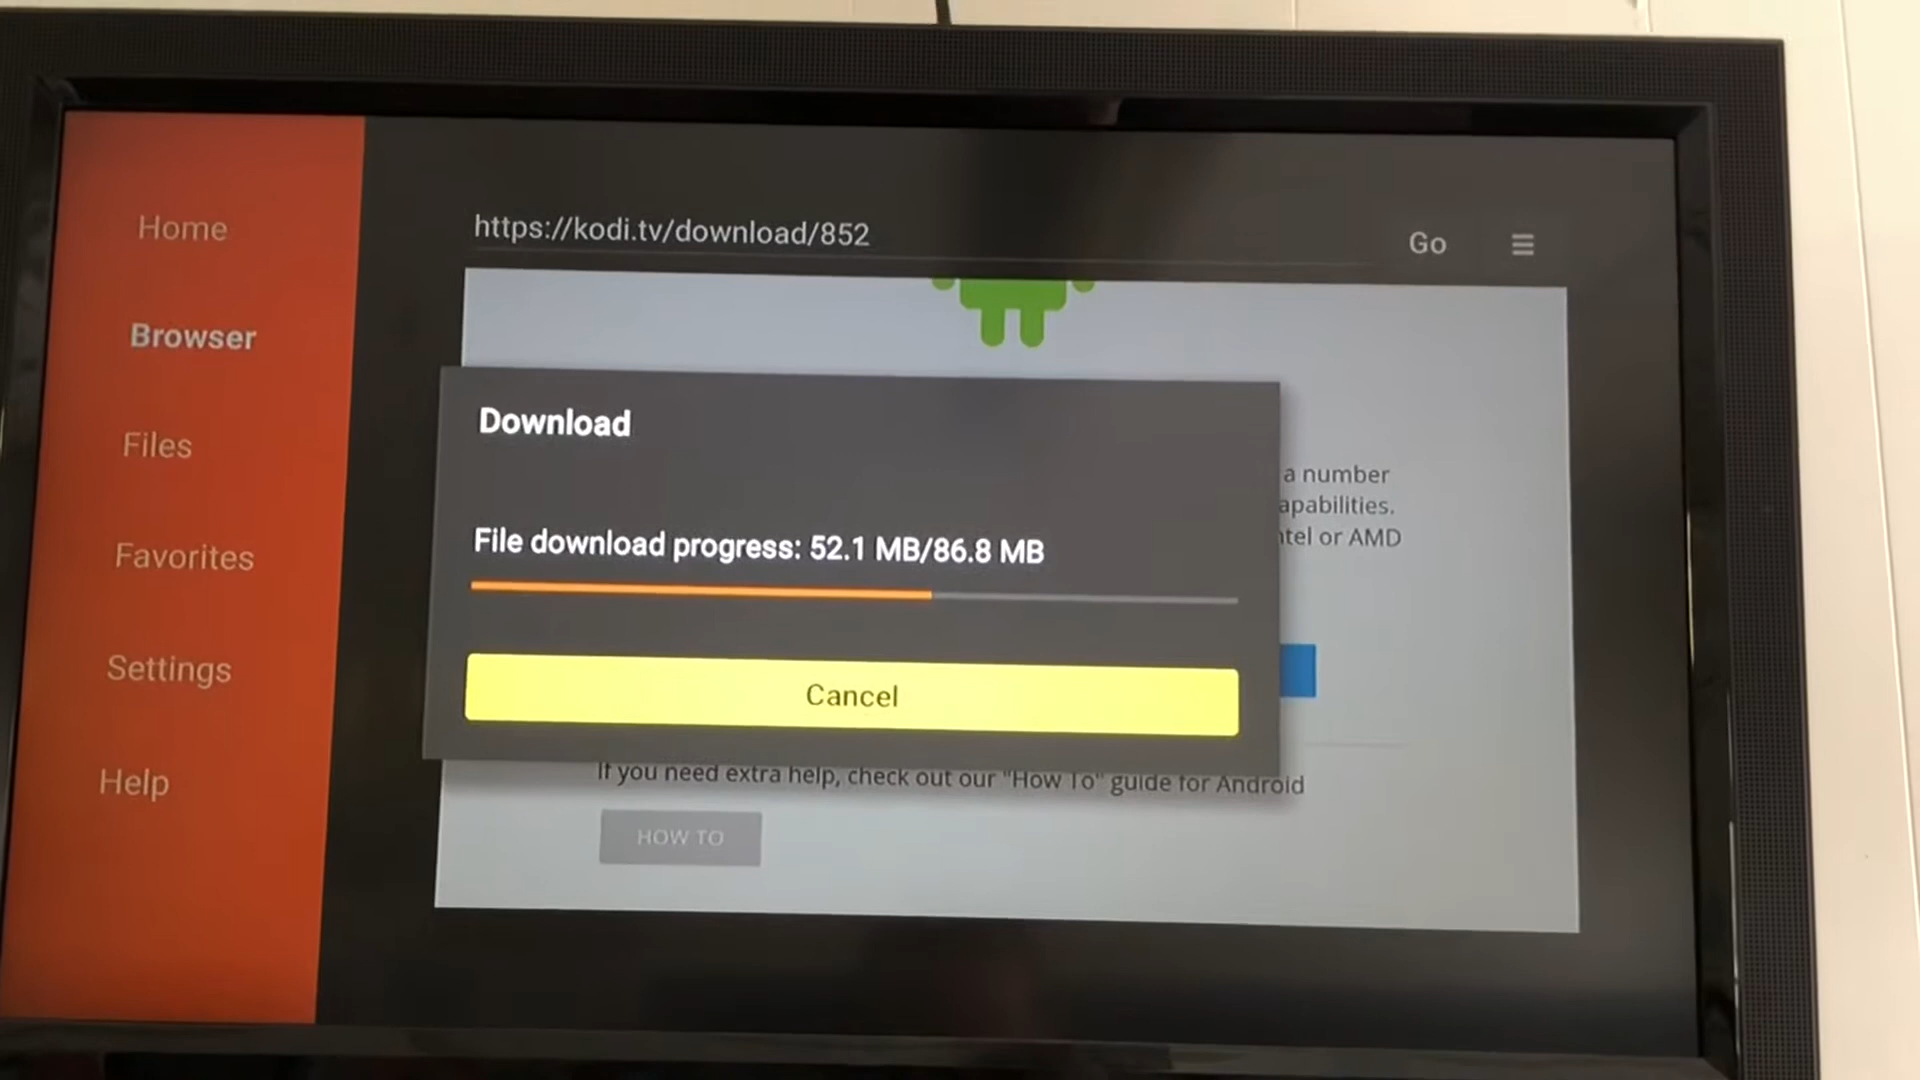 Home
Browser
Files
Favorites
Settings
Help
https://kodi.tv/download/852
Go
Download
File download progress: 52.1 MB/86.8 MB
Cancel
a number
apabilities.
ntel or AMD
If you need extra help, check out our "How To" guide for Android
HOW TO